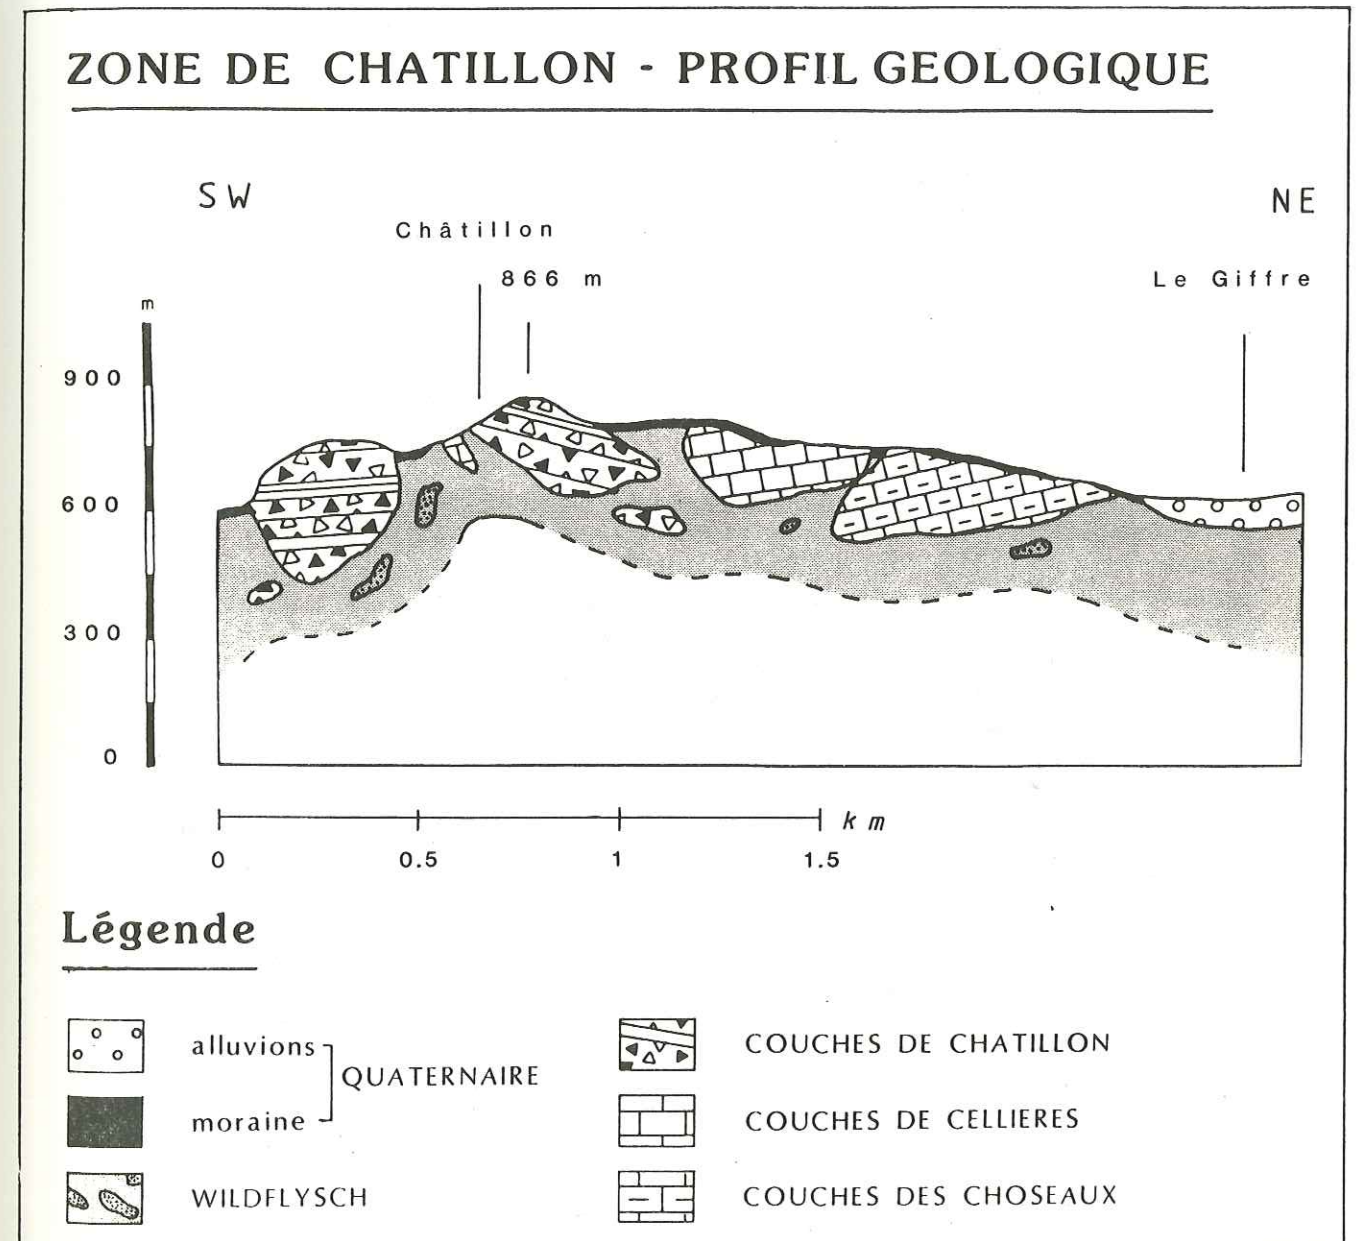 ZONE DE CHATILLON - PROFIL GEOLOGIQUE
SW
NE
Châtillon
866 m
Le Giffre
m
900
600
300
0
km
0
0.5
1
1.5
Légende
alluvions
QUATERNAIRE
moraine
WILDFLYSCH
COUCHES DE CHATILLON
COUCHES DE CELLIERES
COUCHES DES CHOSEAUX